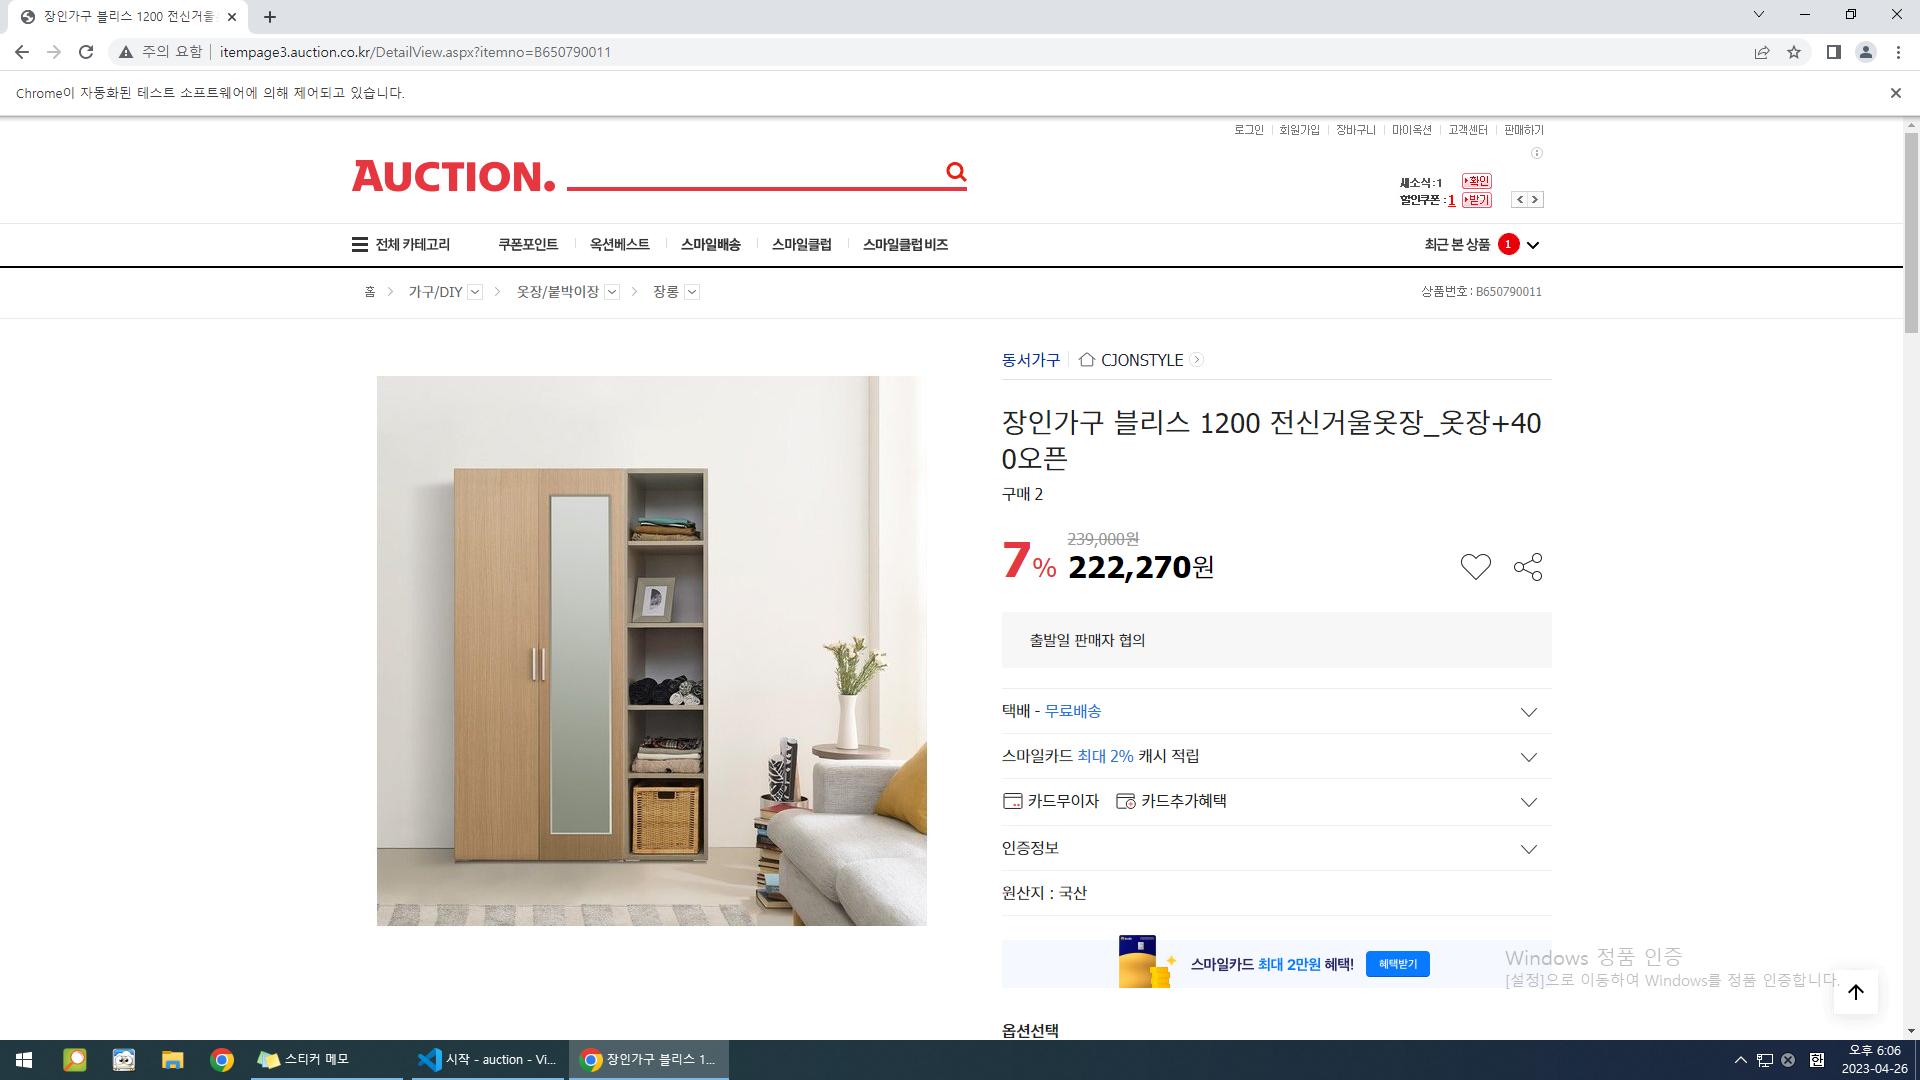 장인가구 블리스 1200 전신거울
주의 요함
itempage3.auction.co.kr/DetailView.aspx?itemno=B650790011
Chrome이 자동화된 테스트 소프트웨어에 의해 제어되고 있습니다.
로그인 회원가입 장바구니 마이옥션 고객센터 판매하기
AUCTION.
새소식:1 확인
할인쿠폰:1 받기
전체 카테고리 쿠폰포인트 옥션베스트 스마일배송 스마일클럽 스마일클럽비즈 최근 본 상품 1
홈 > 가구/DIY > 옷장/붙박이장 > 장롱 상품번호 : B650790011
동서가구 CJONSTYLE
장인가구 블리스 1200 전신거울옷장_옷장+40
0오픈
구매 2
239,000원
7% 222,270원
출발일 판매자 협의
택배 - 무료배송
스마일카드 최대 2% 캐시 적립
카드무이자 카드추가혜택
인증정보
원산지 : 국산
스마일카드 최대 2만원 혜택! 혜택받기
Windows 정품 인증
[설정]으로 이동하여 Windows를 정품 인증합니다.
옵션선택
스티커 메모 시작 - auction - Vi... 장인가구 블리스 1... 한 오후 6:06
2023-04-26